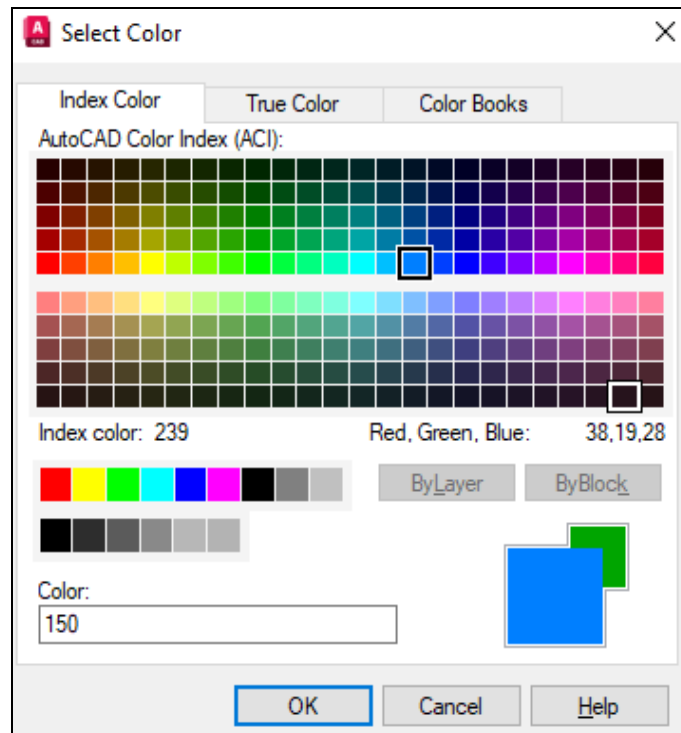 A
CAD
Select Color
Index Color True Color Color Books
AutoCAD Color Index (ACI):
Index color: 239 Red, Green, Blue: 38,19,28
ByLayer ByBlock
Color:
150
OK Cancel Help